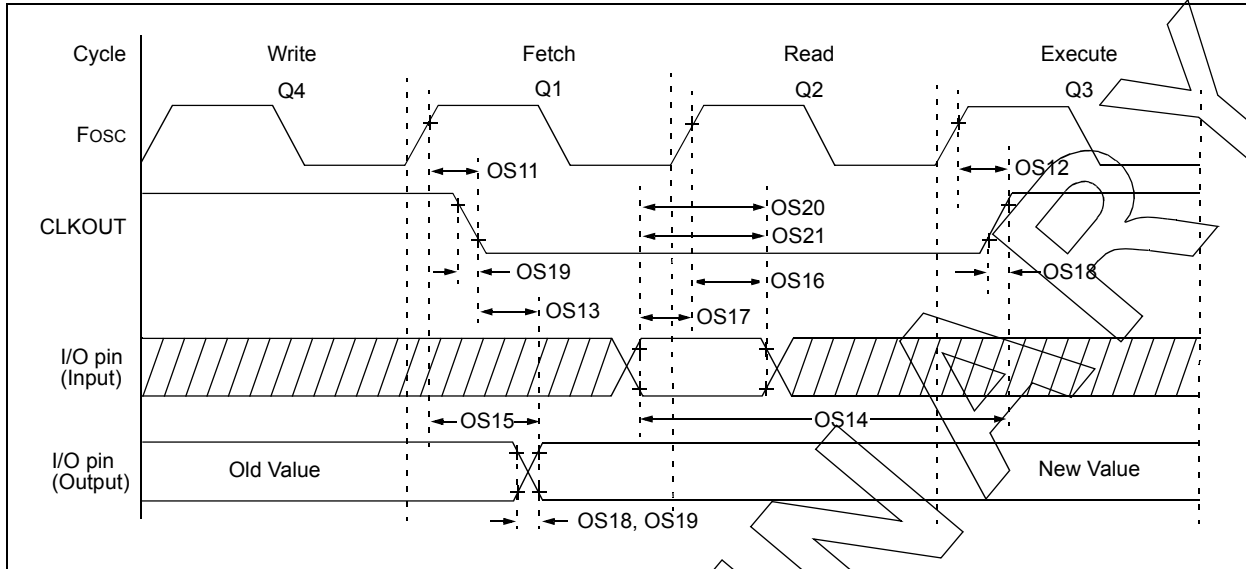 Cycle Write Fetch Read Execute
Q4 Q1 Q2 Q3
FOSC
OS11 OS12
OS20
CLKOUT
OS21
OS19 OS18
OS16
OS13 OS17
I/O pin
(Input)
OS15 OS14
I/O pin
(Output)
Old Value New Value
OS18, OS19